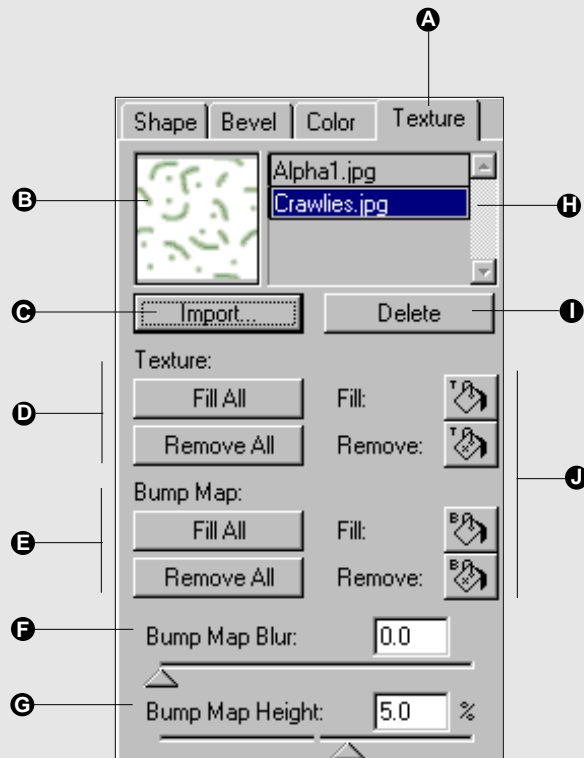 A
Shape Bevel Color Texture
B
Alpha1.jpg
Crawlies.jpg
H
C
Import... Delete
I
Texture:
D
Fill All Fill: T
Remove All Remove: T
J
Bump Map:
E
Fill All Fill: B
Remove All Remove: B
F
Bump Map Blur: 0.0
G
Bump Map Height: 5.0 %